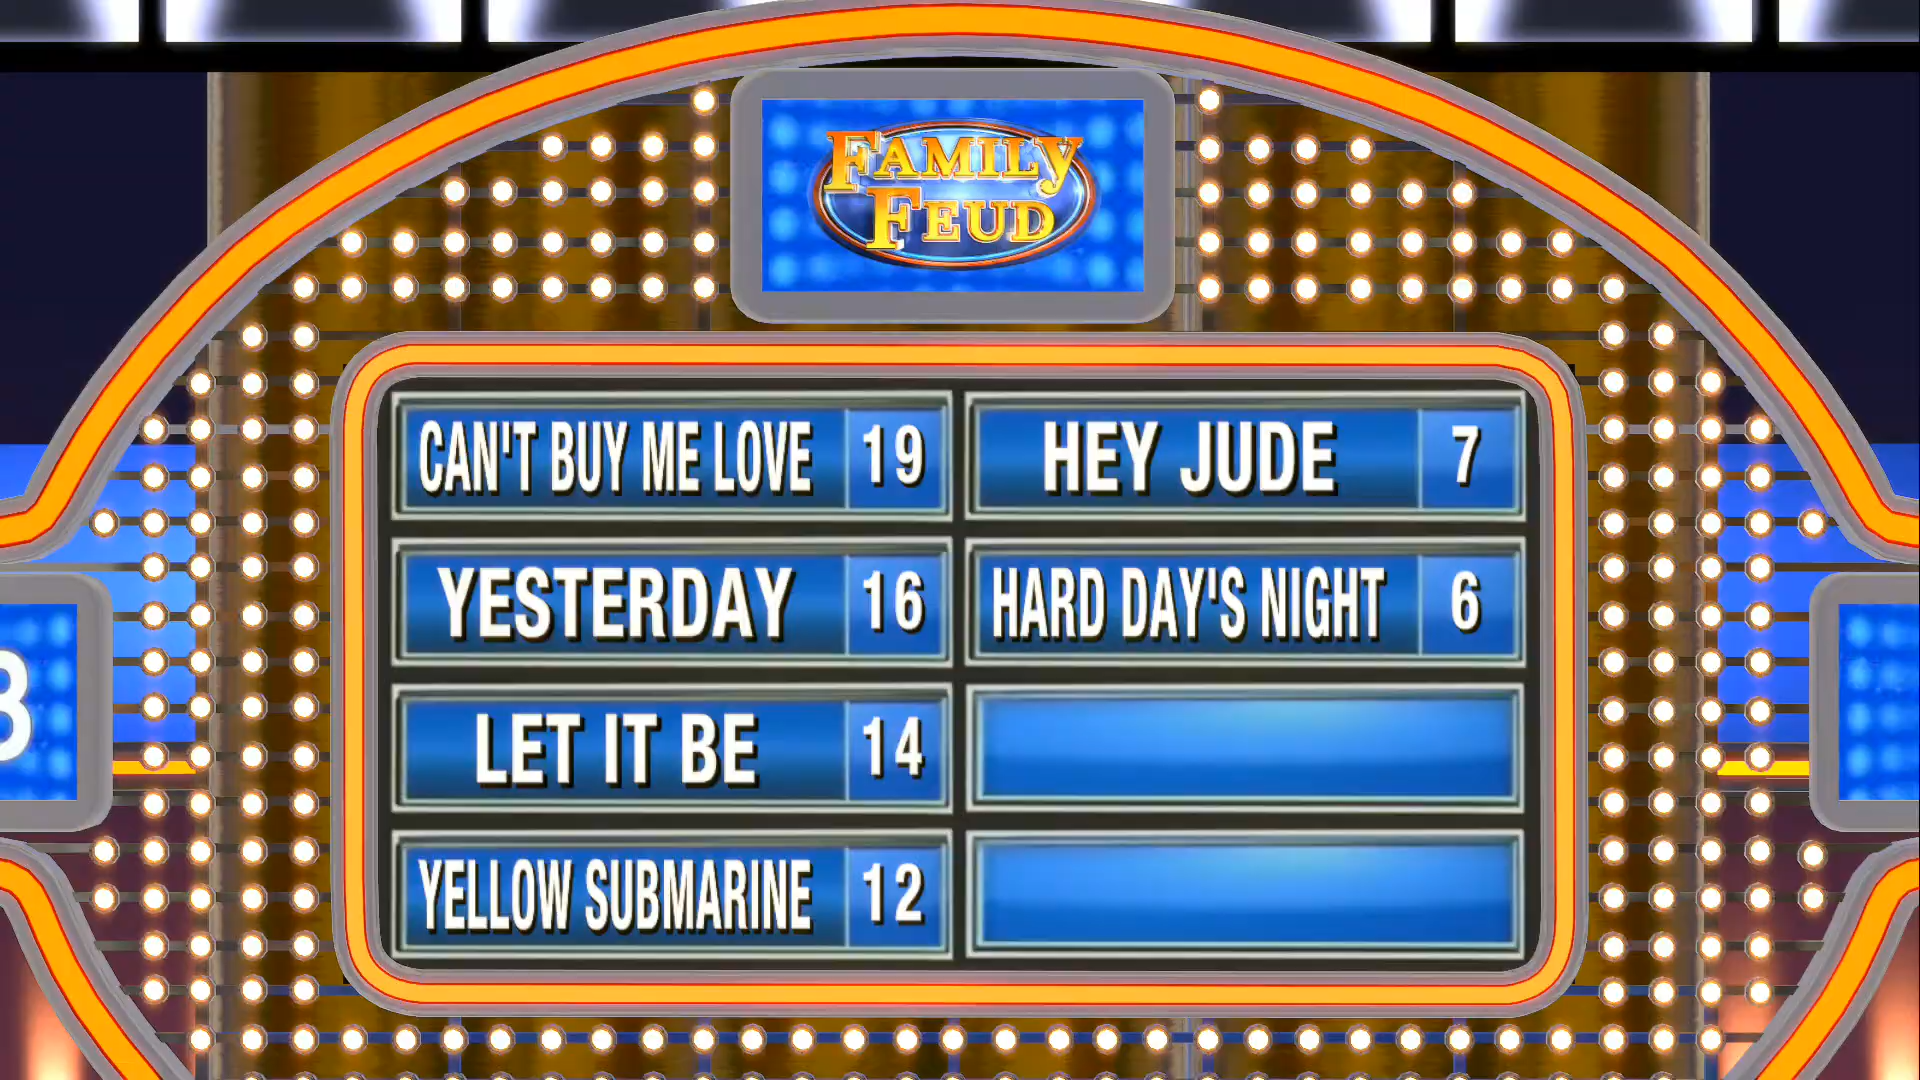 FAMILY
FEUD
CAN'T BUY ME LOVE 19
YESTERDAY 16
LET IT BE 14
YELLOW SUBMARINE 12
HEY JUDE 7
HARD DAY'S NIGHT 6